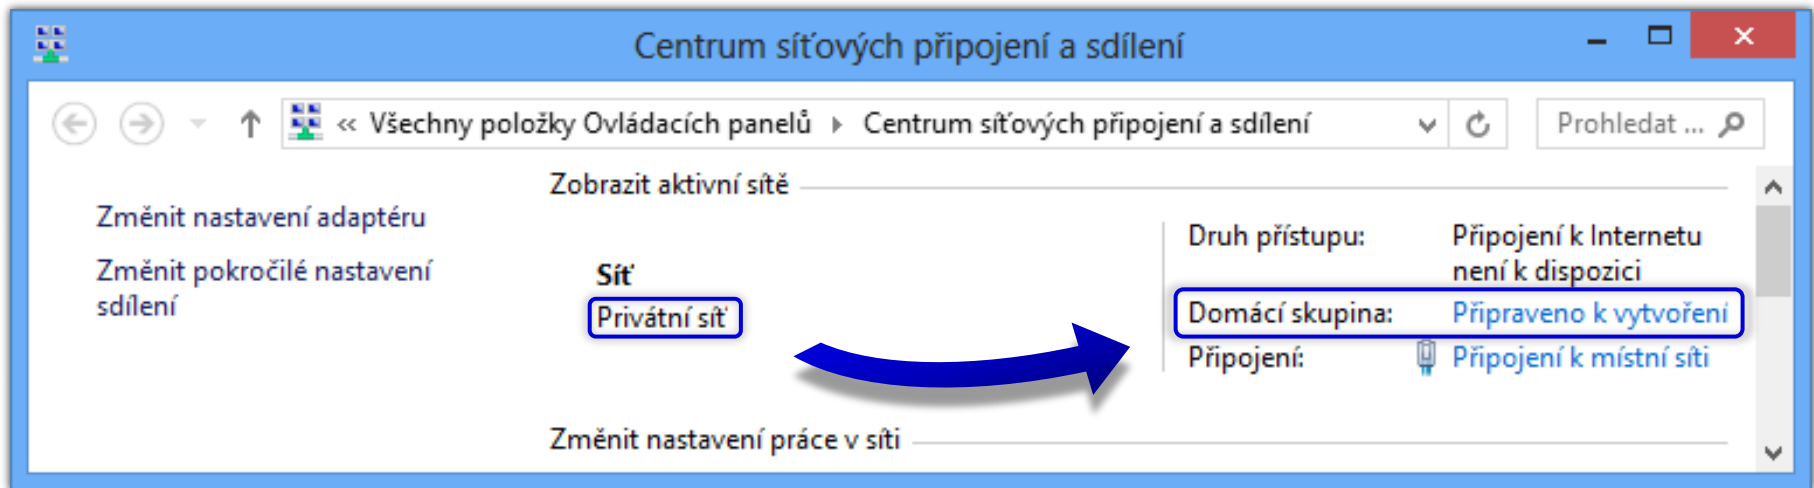 Centrum síťových připojení a sdílení
« Všechny položky Ovládacích panelů ▸ Centrum síťových připojení a sdílení
Prohledat ...
Změnit nastavení adaptéru
Změnit pokročilé nastavení
sdílení
Zobrazit aktivní sítě
Síť
Privátní síť
Druh přístupu: Připojení k Internetu
není k dispozici
Domácí skupina: Připraveno k vytvoření
Připojení: Připojení k místní síti
Změnit nastavení práce v síti